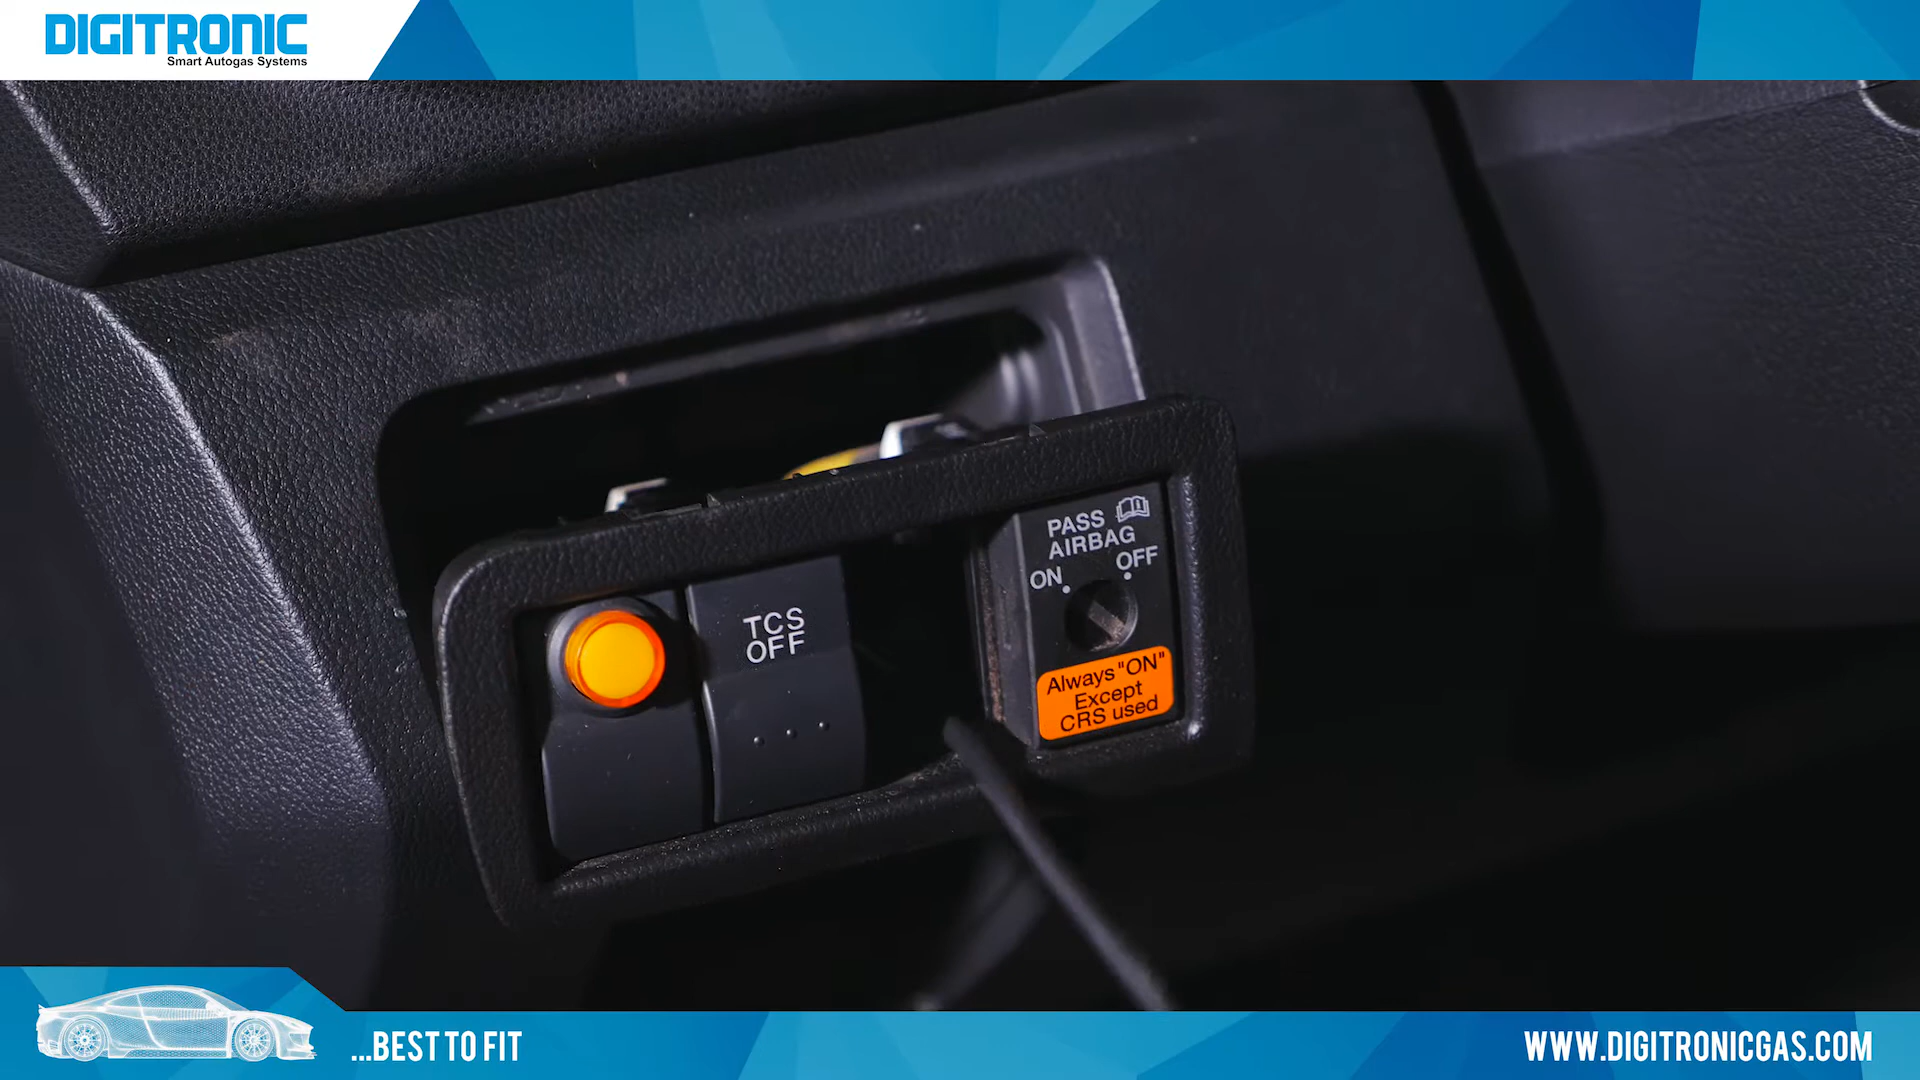 DIGITRONIC
Smart Autogas Systems
PASS
AIRBAG
ON
OFF
TCS
OFF
Always "ON"
Except
CRS used
...BEST TO FIT
WWW.DIGITRONICGAS.COM